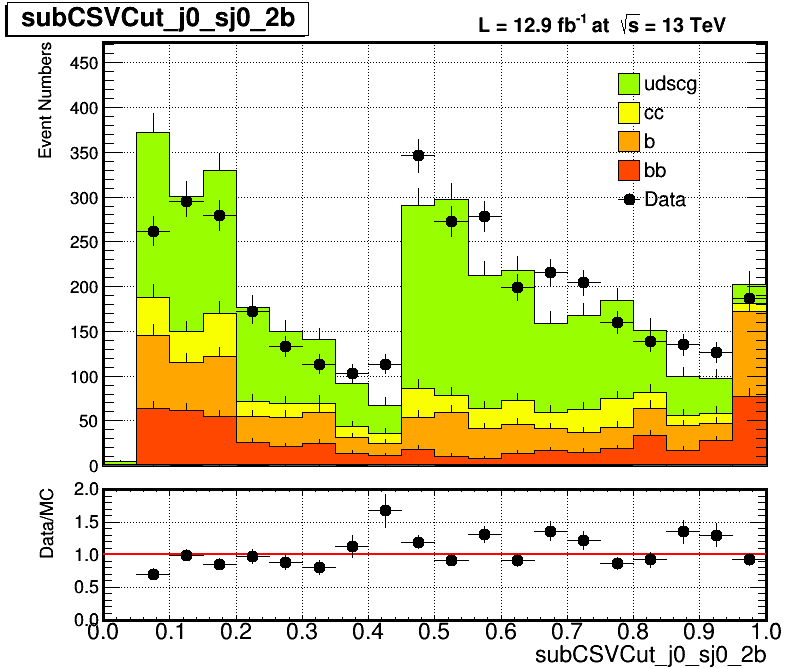 subCSVCut_j0_sj0_2b
L = 12.9 fb⁻¹ at √s = 13 TeV
Event Numbers
450
400
350
300
250
200
150
100
50
0
udscg
cc
b
bb
Data
Data/MC
2.0
1.5
1.0
0.5
0.0
0.0 0.1 0.2 0.3 0.4 0.5 0.6 0.7 0.8 0.9 1.0
subCSVCut_j0_sj0_2b